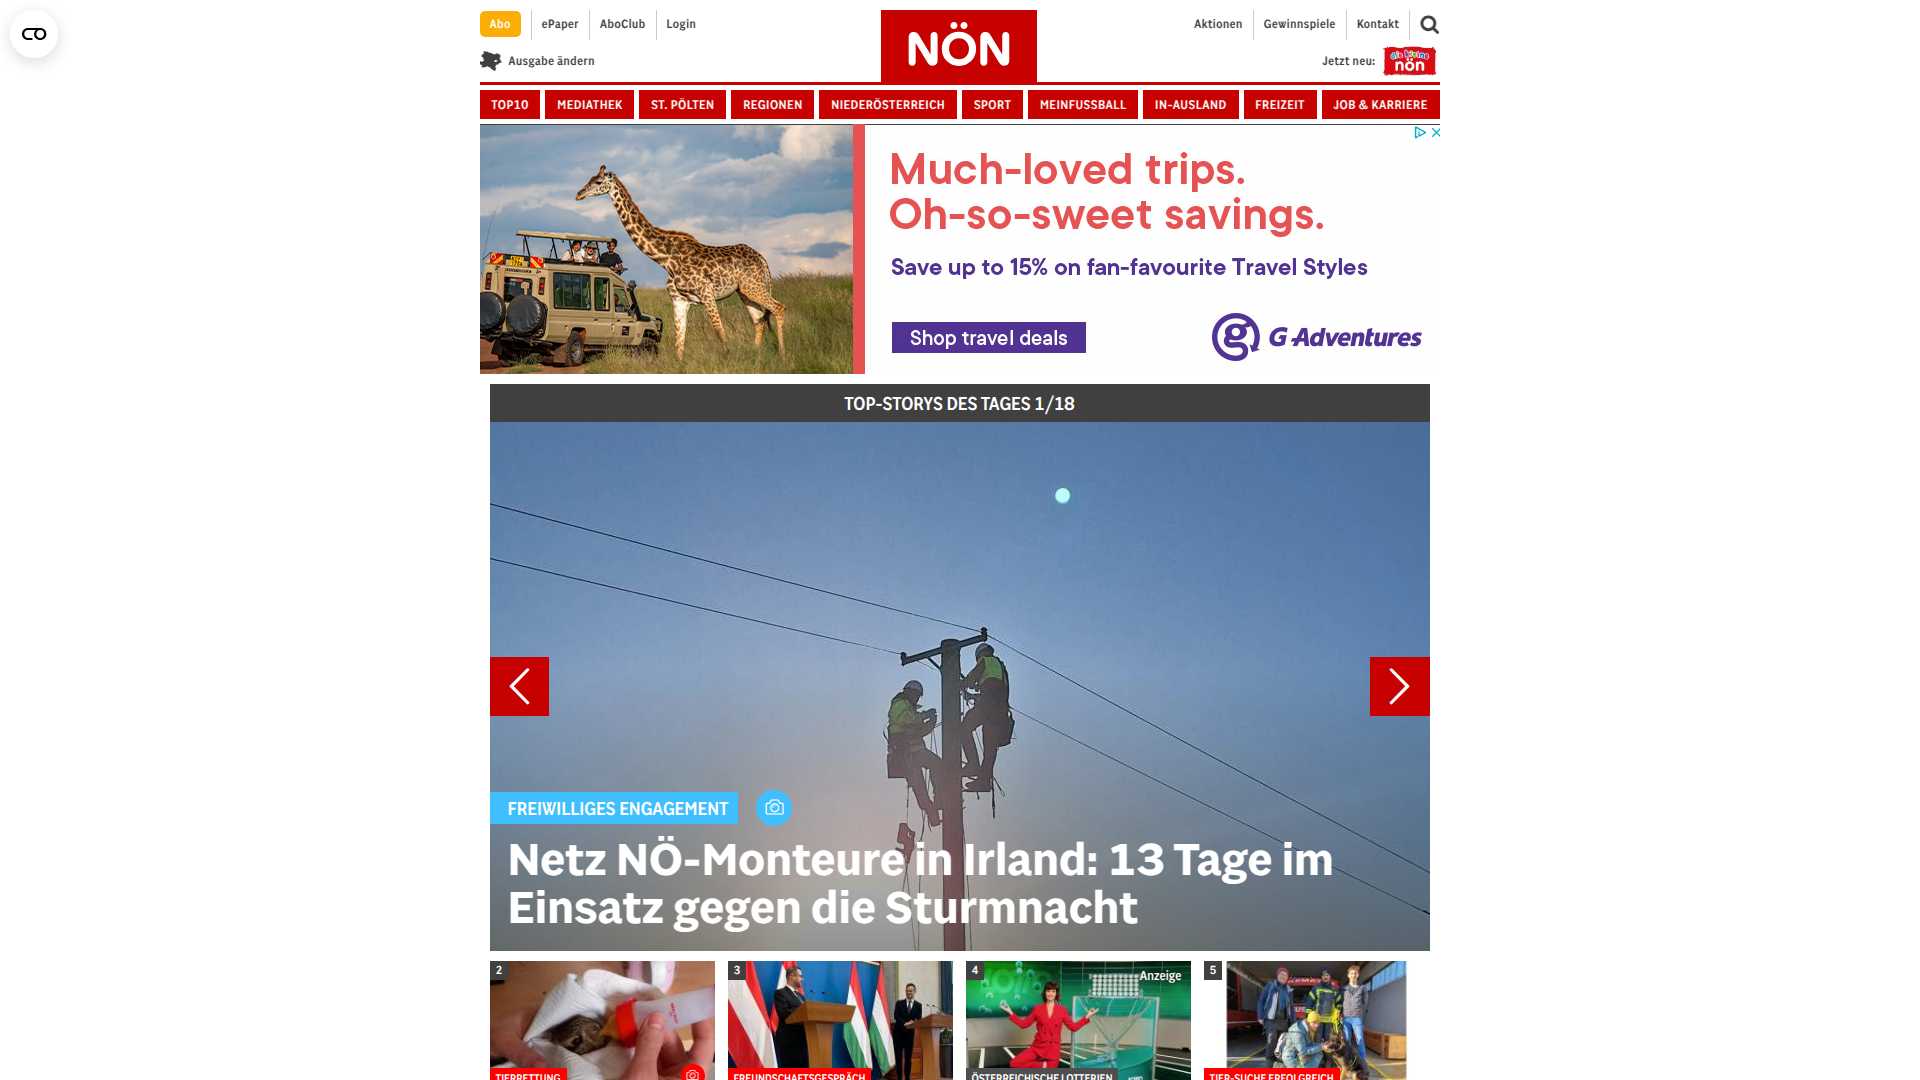 Abo
ePaper
AboClub
Login
NÖN
Aktionen
Gewinnspiele
Kontakt
Ausgabe ändern
Jetzt neu:
die kleine
nön
TOP10
MEDIATHEK
ST. PÖLTEN
REGIONEN
NIEDERÖSTERREICH
SPORT
MEINFUSSBALL
IN-AUSLAND
FREIZEIT
JOB & KARRIERE
Much-loved trips.
Oh-so-sweet savings.
Save up to 15% on fan-favourite Travel Styles
Shop travel deals
G Adventures
TOP-STORYS DES TAGES 1/18
FREIWILLIGES ENGAGEMENT
Netz NÖ-Monteure in Irland: 13 Tage im
Einsatz gegen die Sturmnacht
2
3
4
Anzeige
5
TIERRETTUNG
FREUNDSCHAFTSGESPRÄCH
ÖSTERREICHISCHE LOTTERIEN
TIER-SUCHE ERFOLGREICH